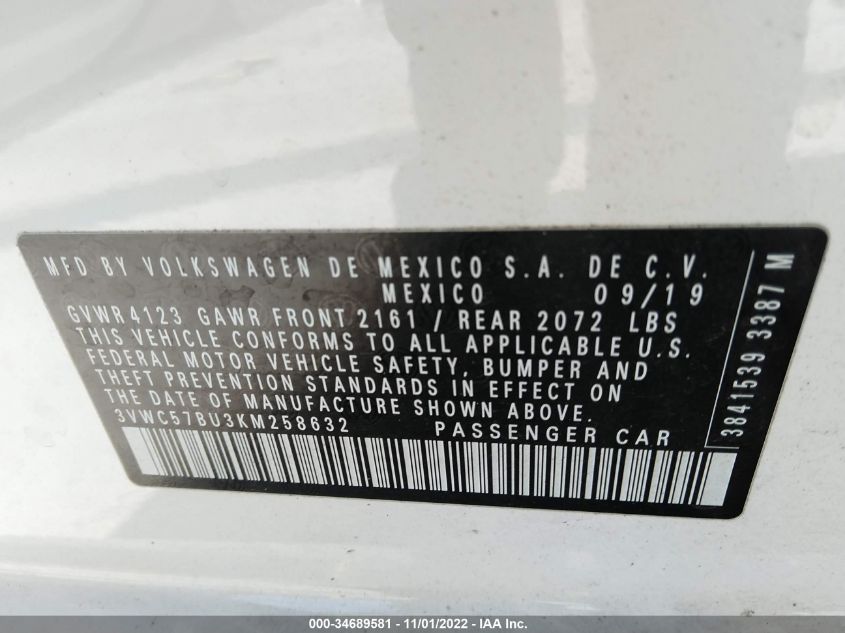 MFD BY VOLKSWAGEN DE MEXICO S.A. DE C.V.
MEXICO 09/19
GVWR 4123 GAWR FRONT 2161 / REAR 2072 LBS
THIS VEHICLE CONFORMS TO ALL APPLICABLE U.S.
FEDERAL MOTOR VEHICLE SAFETY, BUMPER AND
THEFT PREVENTION STANDARDS IN EFFECT ON
THE DATE OF MANUFACTURE SHOWN ABOVE.
3VWC57BU3KM258632 PASSENGER CAR
3841539 3387 M
000-34689581 - 11/01/2022 - IAA Inc.